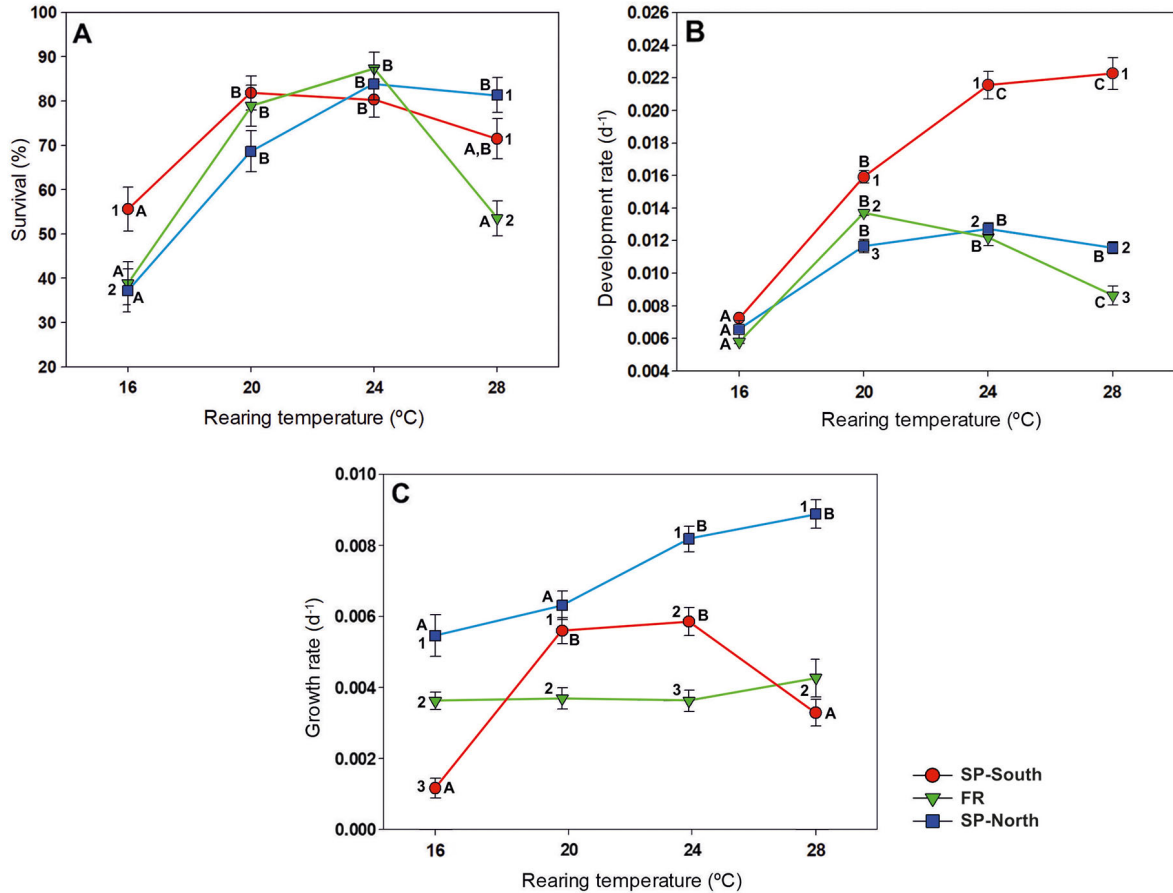 A
100
90
80
70
60
50
40
30
20
Survival (%)
1 A
A
2 A
B
B
B
B
B
B
B 1
1
A,B
A 2
16 20 24 28
Rearing temperature (ºC)
B
0.026
0.024
0.022
0.020
0.018
0.016
0.014
0.012
0.010
0.008
0.006
0.004
Development rate (d⁻¹)
A
A
A
B
1
B 2
B
3
1
C
2 B
B
1
C
2
B
C 3
16 20 24 28
Rearing temperature (ºC)
C
0.010
0.008
0.006
0.004
0.002
0.000
Growth rate (d⁻¹)
A
1
2
3 A
A
1
B
2
1 B
2 B
3
1 B
2
A
16 20 24 28
Rearing temperature (ºC)
SP-South
FR
SP-North